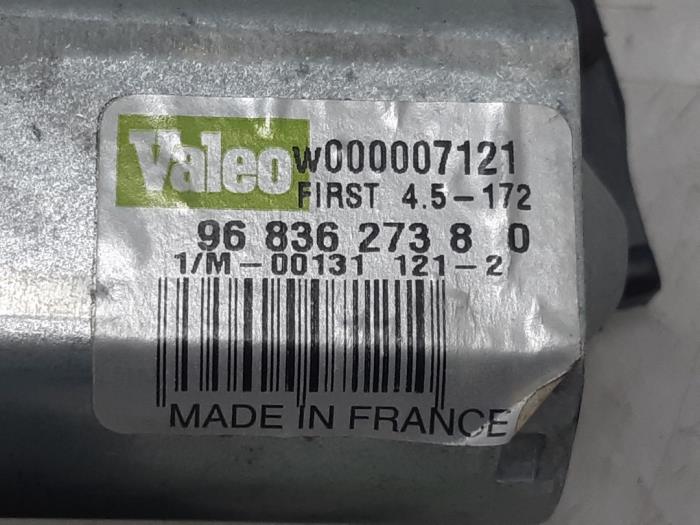 Valeo W000007121
FIRST 4.5-172
96 836 273 8 0
1/M-00131 121-2
MADE IN FRANCE